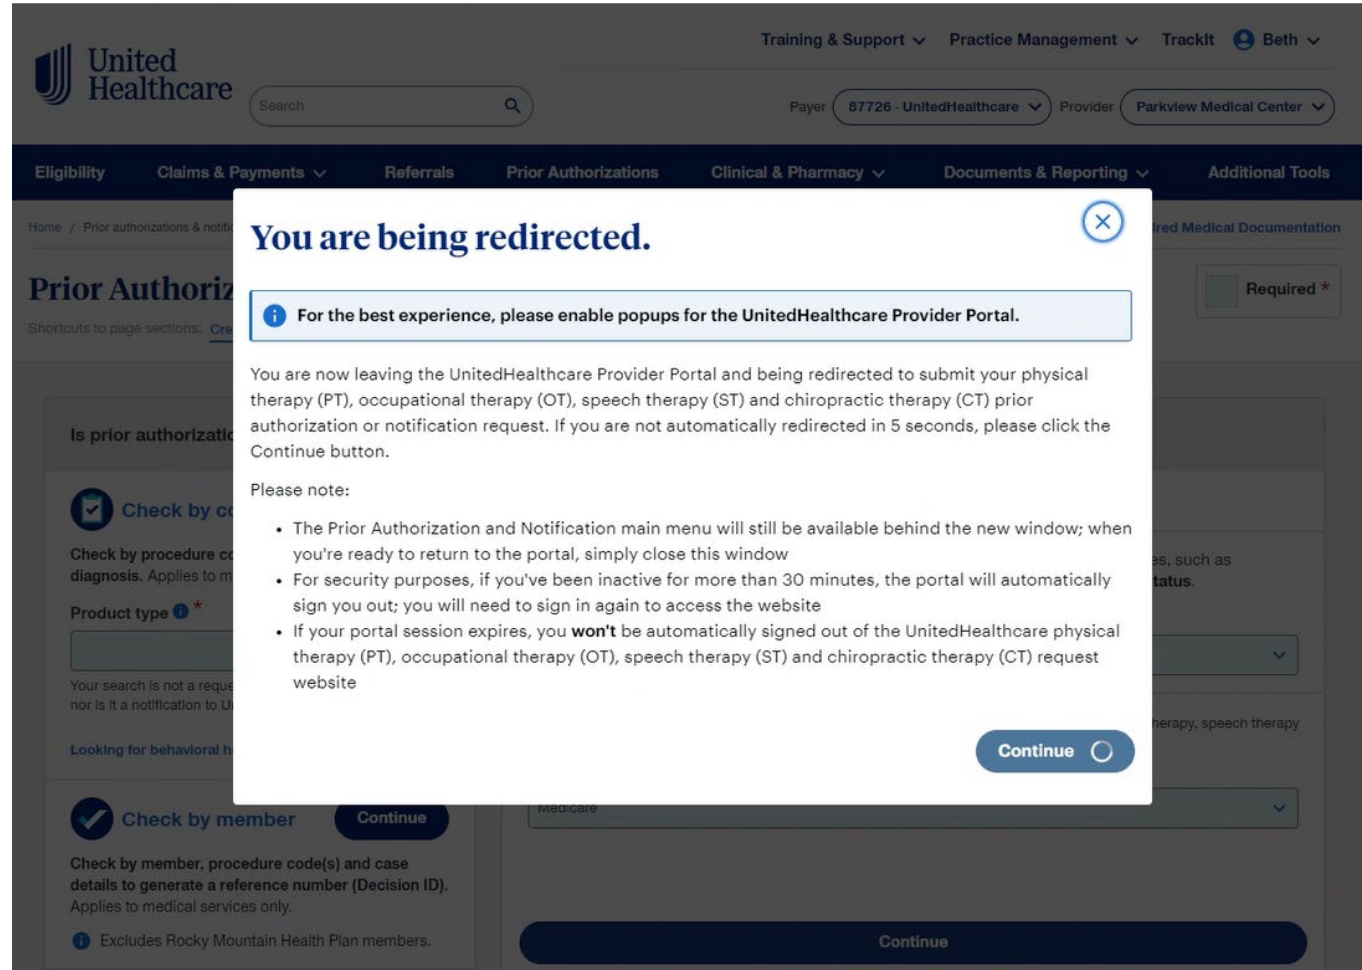 Training & Support Practice Management TrackIt Beth
United
Healthcare
Search
Payer 87726 - UnitedHealthcare Provider Parkview Medical Center
Eligibility Claims & Payments Referrals Prior Authorizations Clinical & Pharmacy Documents & Reporting Additional Tools
Home / Prior authorizations & notific
red Medical Documentation
You are being redirected.
Prior Authoriz
Required *
Shortcuts to page sections: Cre
For the best experience, please enable popups for the UnitedHealthcare Provider Portal.
You are now leaving the UnitedHealthcare Provider Portal and being redirected to submit your physical
therapy (PT), occupational therapy (OT), speech therapy (ST) and chiropractic therapy (CT) prior
authorization or notification request. If you are not automatically redirected in 5 seconds, please click the
Continue button.
Please note:
• The Prior Authorization and Notification main menu will still be available behind the new window; when
you're ready to return to the portal, simply close this window
• For security purposes, if you've been inactive for more than 30 minutes, the portal will automatically
sign you out; you will need to sign in again to access the website
• If your portal session expires, you won't be automatically signed out of the UnitedHealthcare physical
therapy (PT), occupational therapy (OT), speech therapy (ST) and chiropractic therapy (CT) request
website
Continue
Is prior authorizatio
Check by co
Check by procedure co
diagnosis. Applies to m
Product type *
Your search is not a reque
nor is it a notification to U
Looking for behavioral h
Check by member
Continue
Check by member, procedure code(s) and case
details to generate a reference number (Decision ID).
Applies to medical services only.
Excludes Rocky Mountain Health Plan members.
es, such as
tatus.
herapy, speech therapy
Medicare
Continue